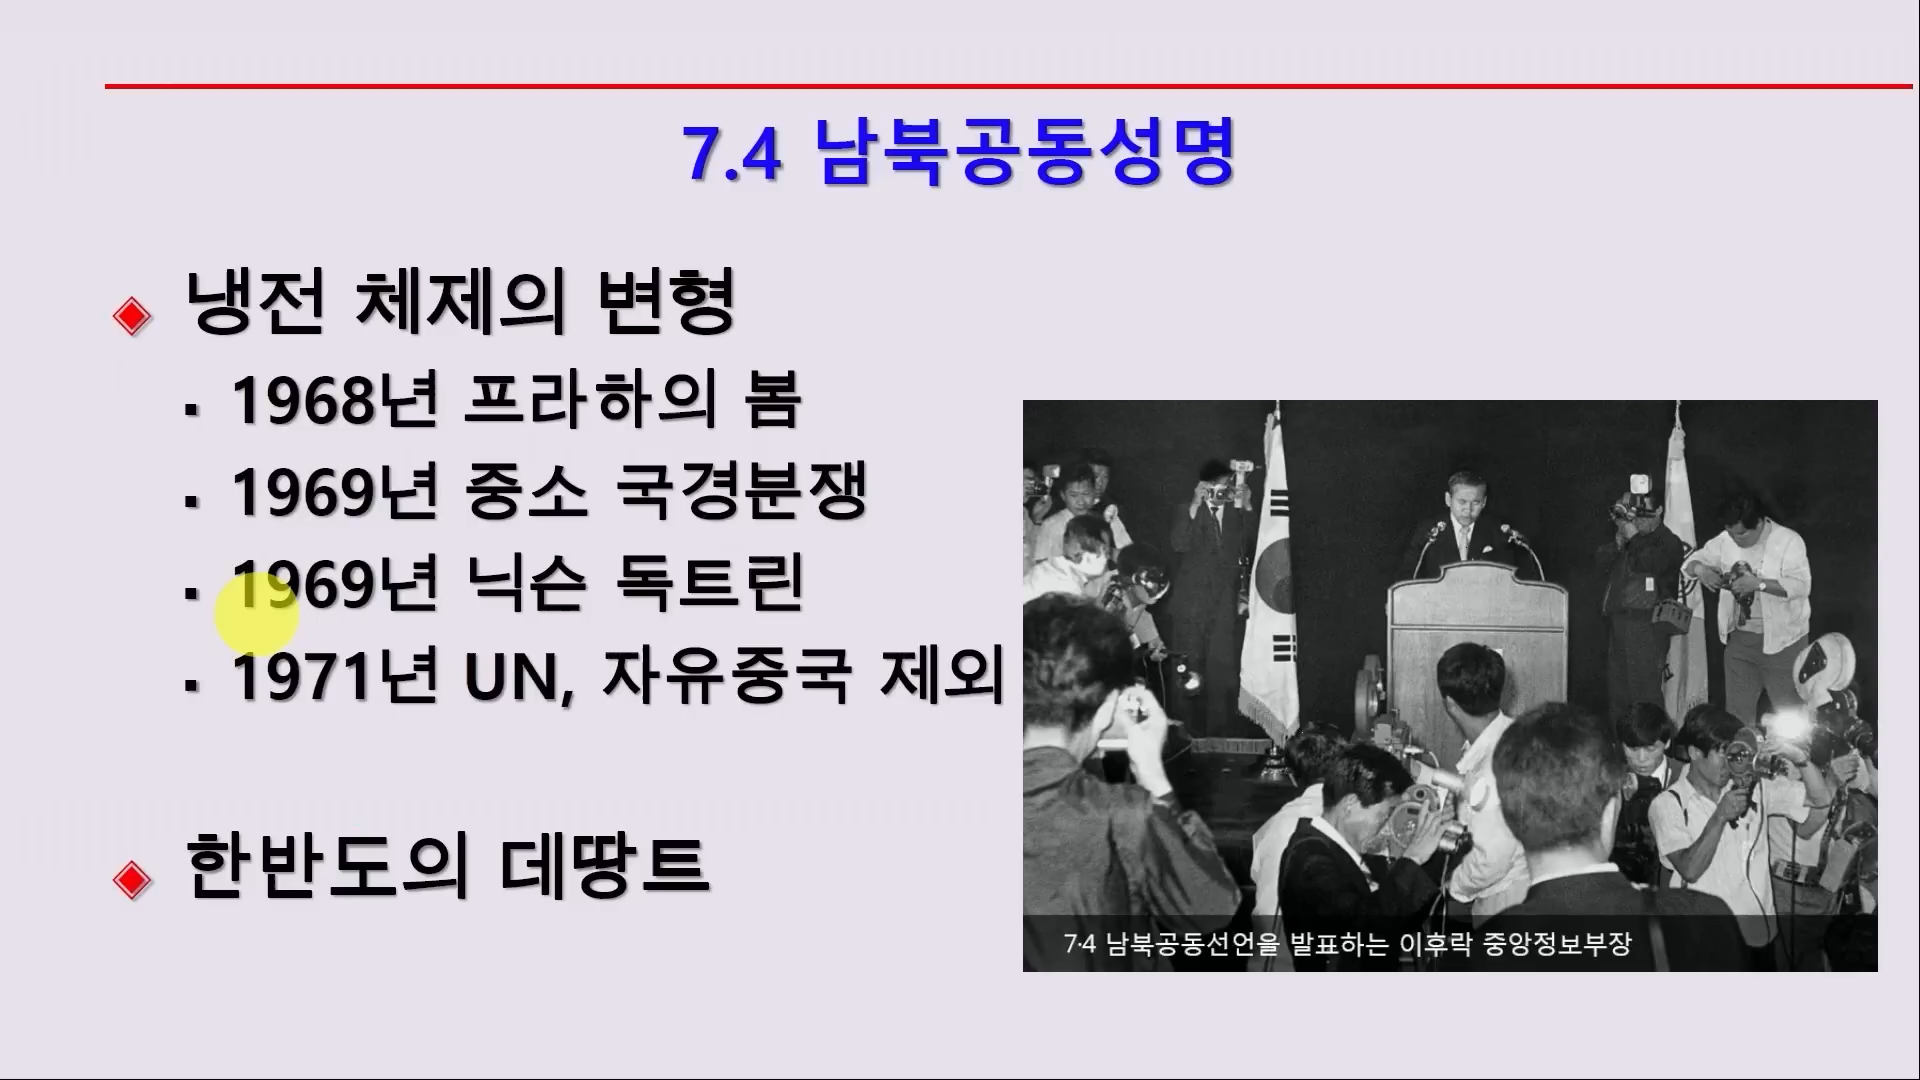 7.4 남북공동성명
냉전 체제의 변형
1968년 프라하의 봄
1969년 중소 국경분쟁
1969년 닉슨 독트린
1971년 UN, 자유중국 제외
한반도의 데땅트
7·4 남북공동선언을 발표하는 이후락 중앙정보부장